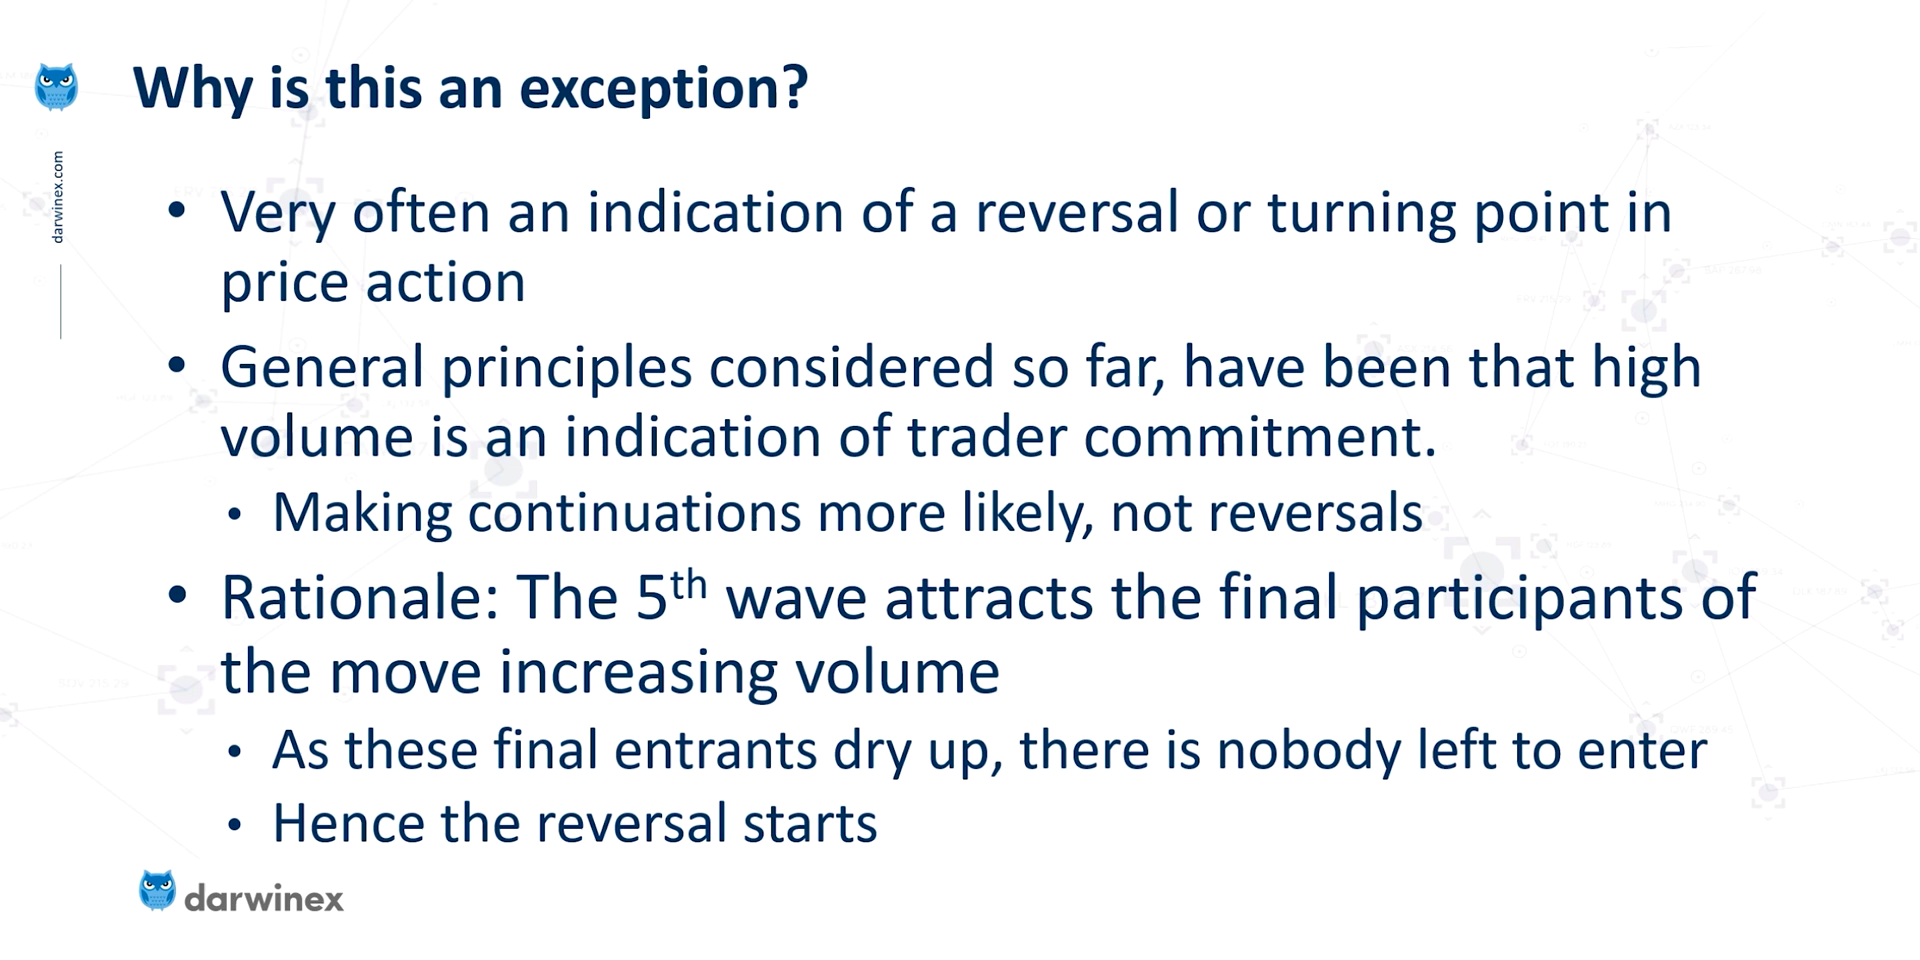 Why is this an exception?
darwinex.com
• Very often an indication of a reversal or turning point in
price action
• General principles considered so far, have been that high
volume is an indication of trader commitment.
• Making continuations more likely, not reversals
• Rationale: The 5th wave attracts the final participants of
the move increasing volume
• As these final entrants dry up, there is nobody left to enter
• Hence the reversal starts
darwinex